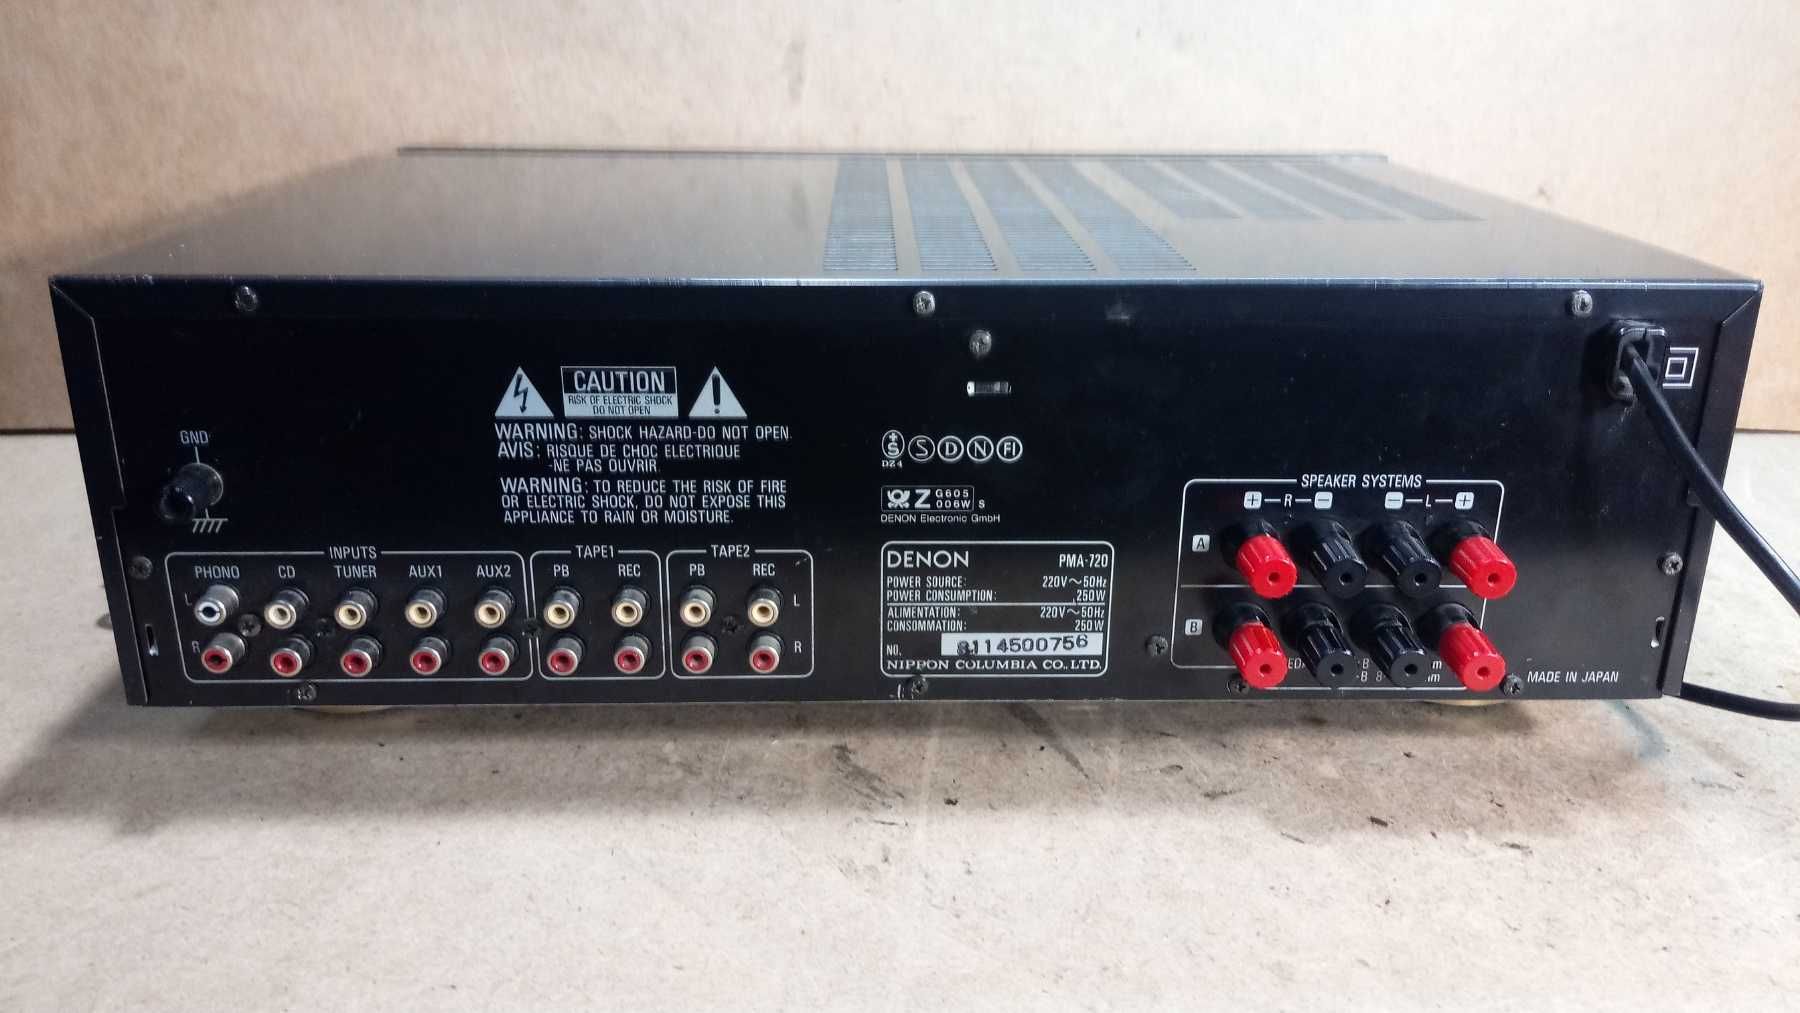 CAUTION
RISK OF ELECTRIC SHOCK
DO NOT OPEN
WARNING: SHOCK HAZARD-DO NOT OPEN.
AVIS: RISQUE DE CHOC ELECTRIQUE
-NE PAS OUVRIR.
WARNING: TO REDUCE THE RISK OF FIRE
OR ELECTRIC SHOCK, DO NOT EXPOSE THIS
APPLIANCE TO RAIN OR MOISTURE.
GND
INPUTS
PHONO CD TUNER AUX1 AUX2
L
R
TAPE1
PB REC
TAPE2
PB REC
L
R
S S D N FI
DZ4
Z G605
006W S
DENON Electronic GmbH
DENON PMA-720
POWER SOURCE: 220V~50Hz
POWER CONSUMPTION: 250W
ALIMENTATION: 220V~50Hz
CONSOMMATION: 250W
NO. 8114500756
NIPPON COLUMBIA CO., LTD.
SPEAKER SYSTEMS
+ R − − L +
A
B
MADE IN JAPAN